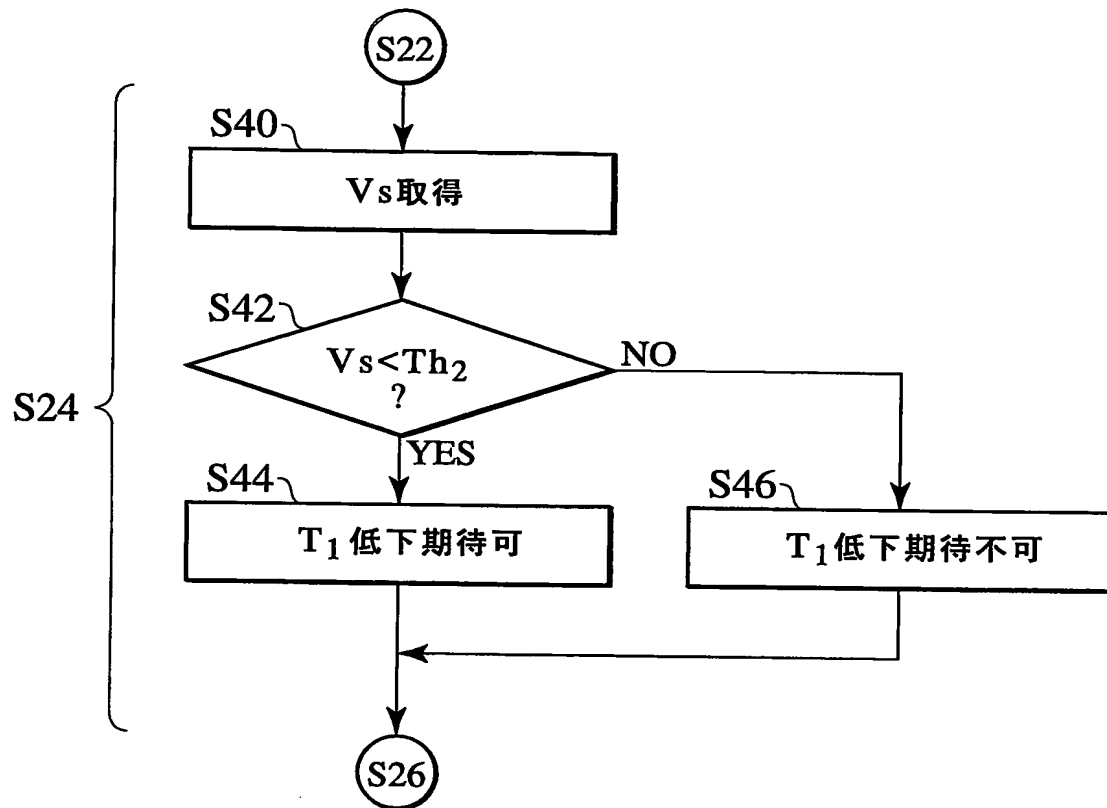 S22
S40
Vs取得
S42
Vs<Th2
?
NO
S24
YES
S44
T1低下期待可
S46
T1低下期待不可
S26